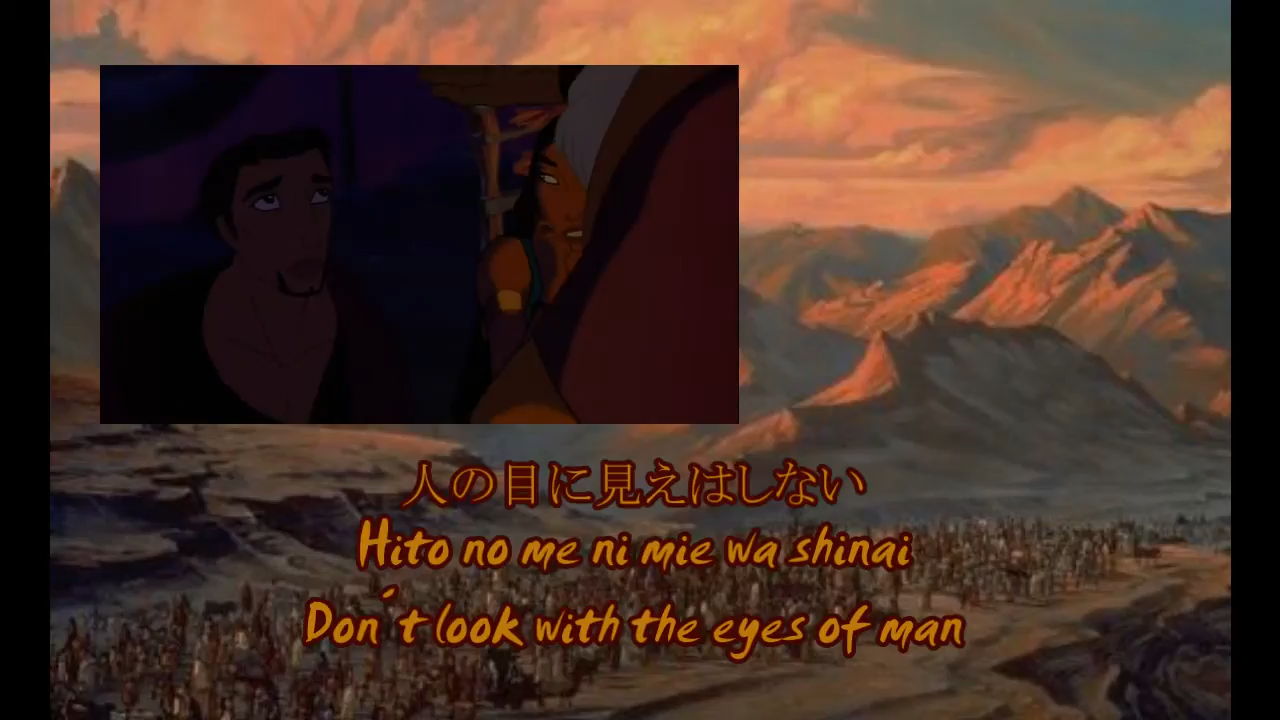 人の目に見えはしない
Hito no me ni mie wa shinai
Don´t look with the eyes of man